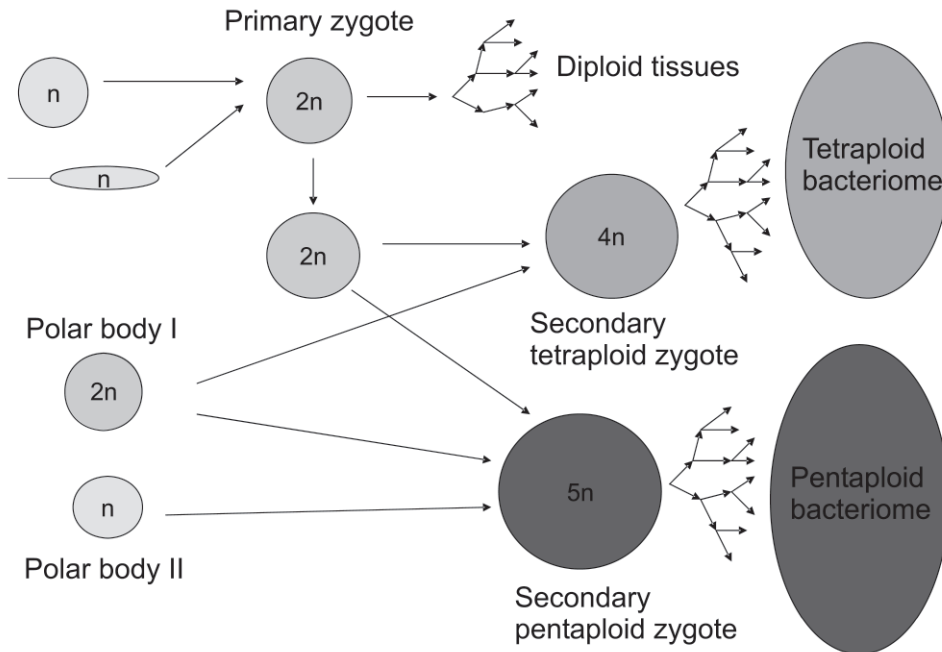 Primary zygote
n
2n
Diploid tissues
n
Tetraploid
bacteriome
2n
4n
Polar body I
Secondary
tetraploid zygote
2n
n
5n
Pentaploid
bacteriome
Polar body II
Secondary
pentaploid zygote